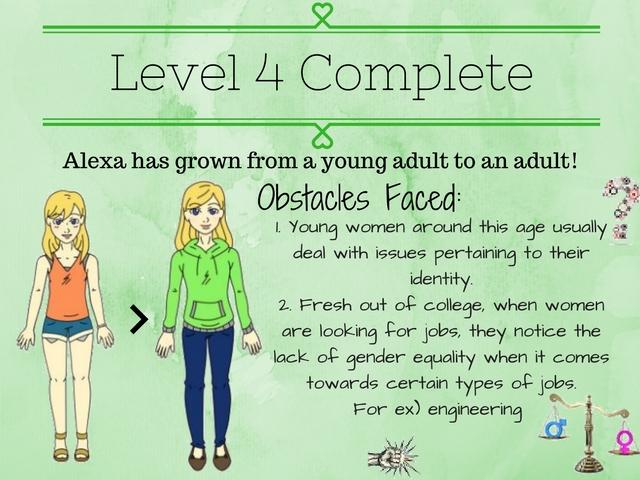 Level 4 Complete
Alexa has grown from a young adult to an adult!
Obstacles Faced:
1. Young women around this age usually
deal with issues pertaining to their
identity.
2. Fresh out of college, when women
are looking for jobs, they notice the
lack of gender equality when it comes
towards certain types of jobs.
For ex) engineering